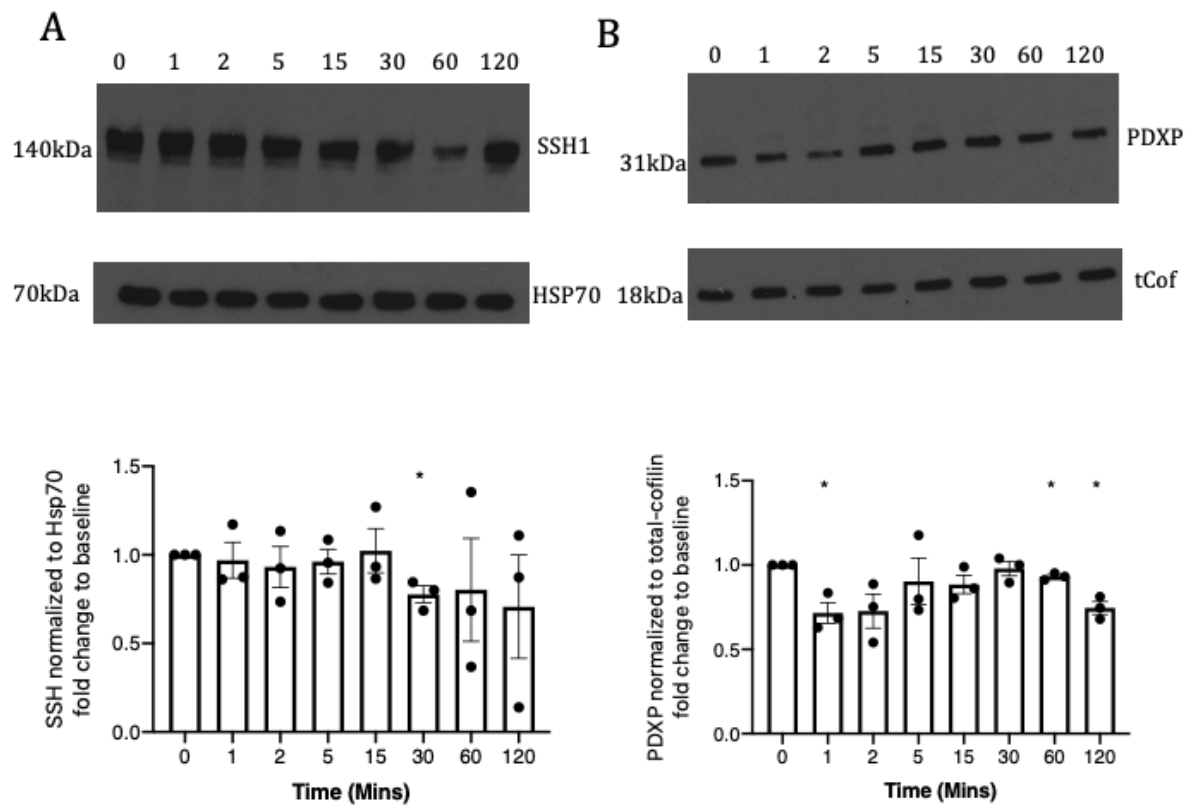 A
0 1 2 5 15 30 60 120
140kDa
SSH1
70kDa
HSP70
SSH normalized to Hsp70
fold change to baseline
1.5
1.0
0.5
0.0
*
0 1 2 5 15 30 60 120
Time (Mins)
B
0 1 2 5 15 30 60 120
31kDa
PDXP
18kDa
tCof
PDXP normalized to total-cofilin
fold change to baseline
1.5
1.0
0.5
0.0
* * *
0 1 2 5 15 30 60 120
Time (Mins)